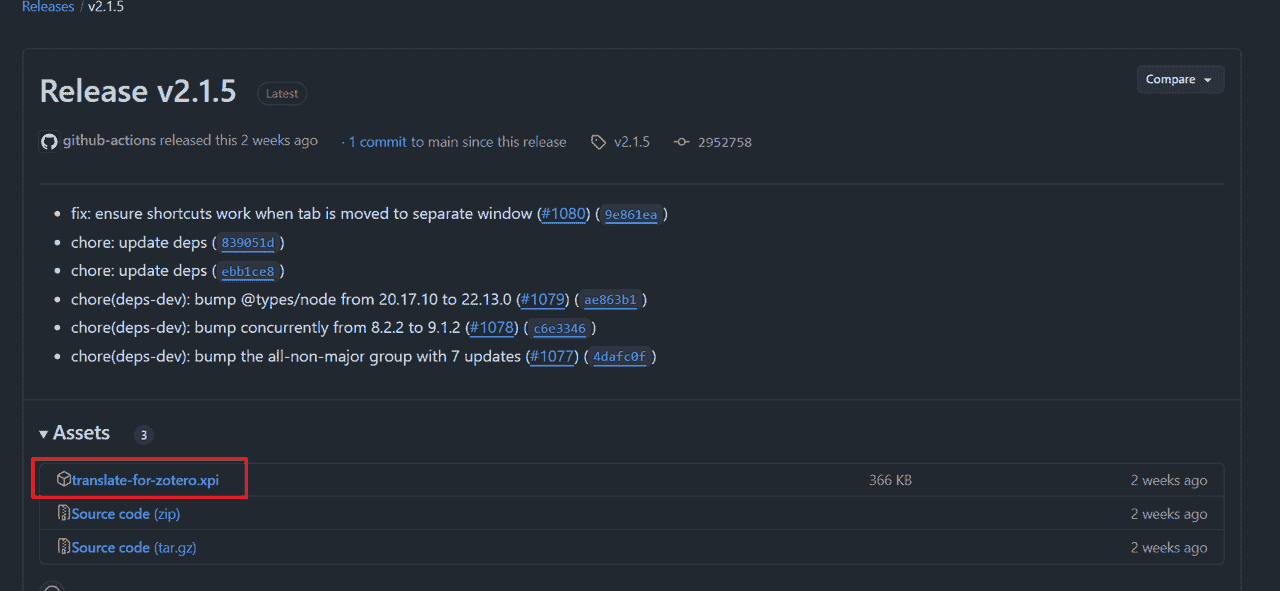 Releases / v2.1.5
Release v2.1.5 Latest Compare
github-actions released this 2 weeks ago · 1 commit to main since this release v2.1.5 2952758
fix: ensure shortcuts work when tab is moved to separate window (#1080) ( 9e861ea )
chore: update deps ( 839051d )
chore: update deps ( ebb1ce8 )
chore(deps-dev): bump @types/node from 20.17.10 to 22.13.0 (#1079) ( ae863b1 )
chore(deps-dev): bump concurrently from 8.2.2 to 9.1.2 (#1078) ( c6e3346 )
chore(deps-dev): bump the all-non-major group with 7 updates (#1077) ( 4dafc0f )
Assets 3
translate-for-zotero.xpi 366 KB 2 weeks ago
Source code (zip) 2 weeks ago
Source code (tar.gz) 2 weeks ago